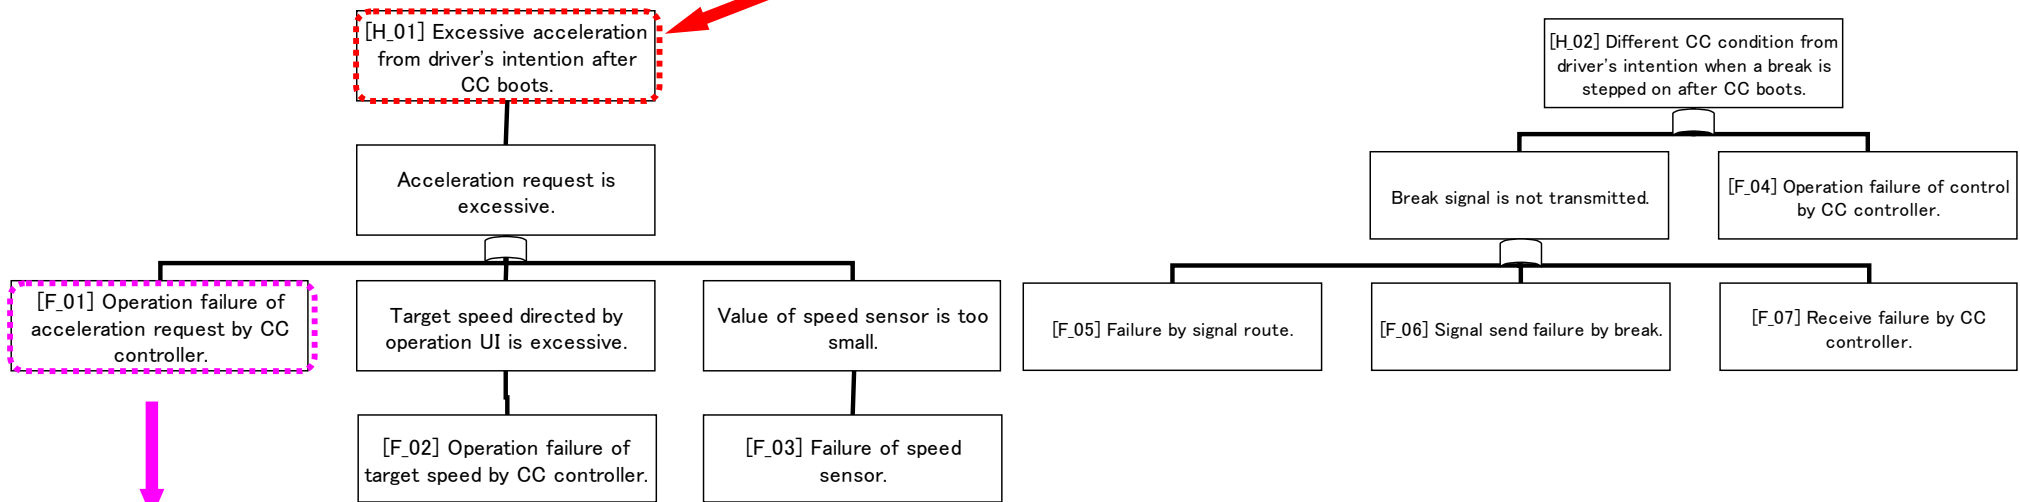 [H_01] Excessive acceleration
from driver's intention after
CC boots.
Acceleration request is
excessive.
[F_01] Operation failure of
acceleration request by CC
controller.
Target speed directed by
operation UI is excessive.
Value of speed sensor is too
small.
[F_02] Operation failure of
target speed by CC controller.
[F_03] Failure of speed
sensor.
[H_02] Different CC condition from
driver's intention when a break is
stepped on after CC boots.
Break signal is not transmitted.
[F_04] Operation failure of control
by CC controller.
[F_05] Failure by signal route.
[F_06] Signal send failure by break.
[F_07] Receive failure by CC
controller.